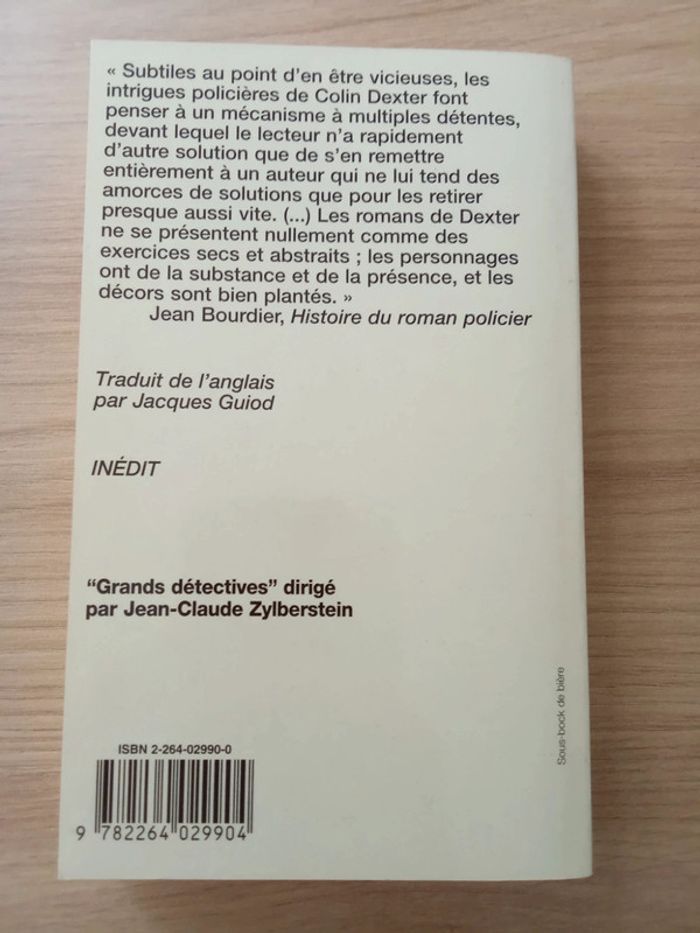 « Subtiles au point d'en être vicieuses, les
intrigues policières de Colin Dexter font
penser à un mécanisme à multiples détentes,
devant lequel le lecteur n'a rapidement
d'autre solution que de s'en remettre
entièrement à un auteur qui ne lui tend des
amorces de solutions que pour les retirer
presque aussi vite. (...) Les romans de Dexter
ne se présentent nullement comme des
exercices secs et abstraits ; les personnages
ont de la substance et de la présence, et les
décors sont bien plantés. »
Jean Bourdier, Histoire du roman policier
Traduit de l'anglais
par Jacques Guiod
INÉDIT
“Grands détectives” dirigé
par Jean-Claude Zylberstein
Sous-bock de bière
ISBN 2-264-02990-0
9 782264 029904